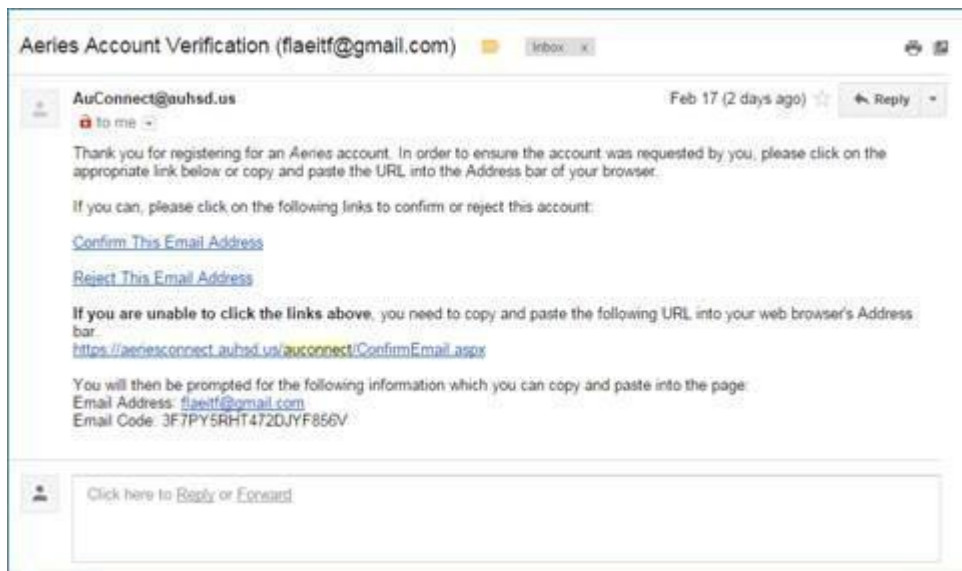 Aeries Account Verification (flaeitf@gmail.com) Inbox x
AuConnect@auhsd.us Feb 17 (2 days ago) Reply
to me
Thank you for registering for an Aeries account. In order to ensure the account was requested by you, please click on the
appropriate link below or copy and paste the URL into the Address bar of your browser.
If you can, please click on the following links to confirm or reject this account:
Confirm This Email Address
Reject This Email Address
If you are unable to click the links above, you need to copy and paste the following URL into your web browser's Address
bar.
https://aeriesconnect.auhsd.us/auconnect/ConfirmEmail.aspx
You will then be prompted for the following information which you can copy and paste into the page:
Email Address: flaeitf@gmail.com
Email Code: 3F7PY5RHT472DJYF856V
Click here to Reply or Forward